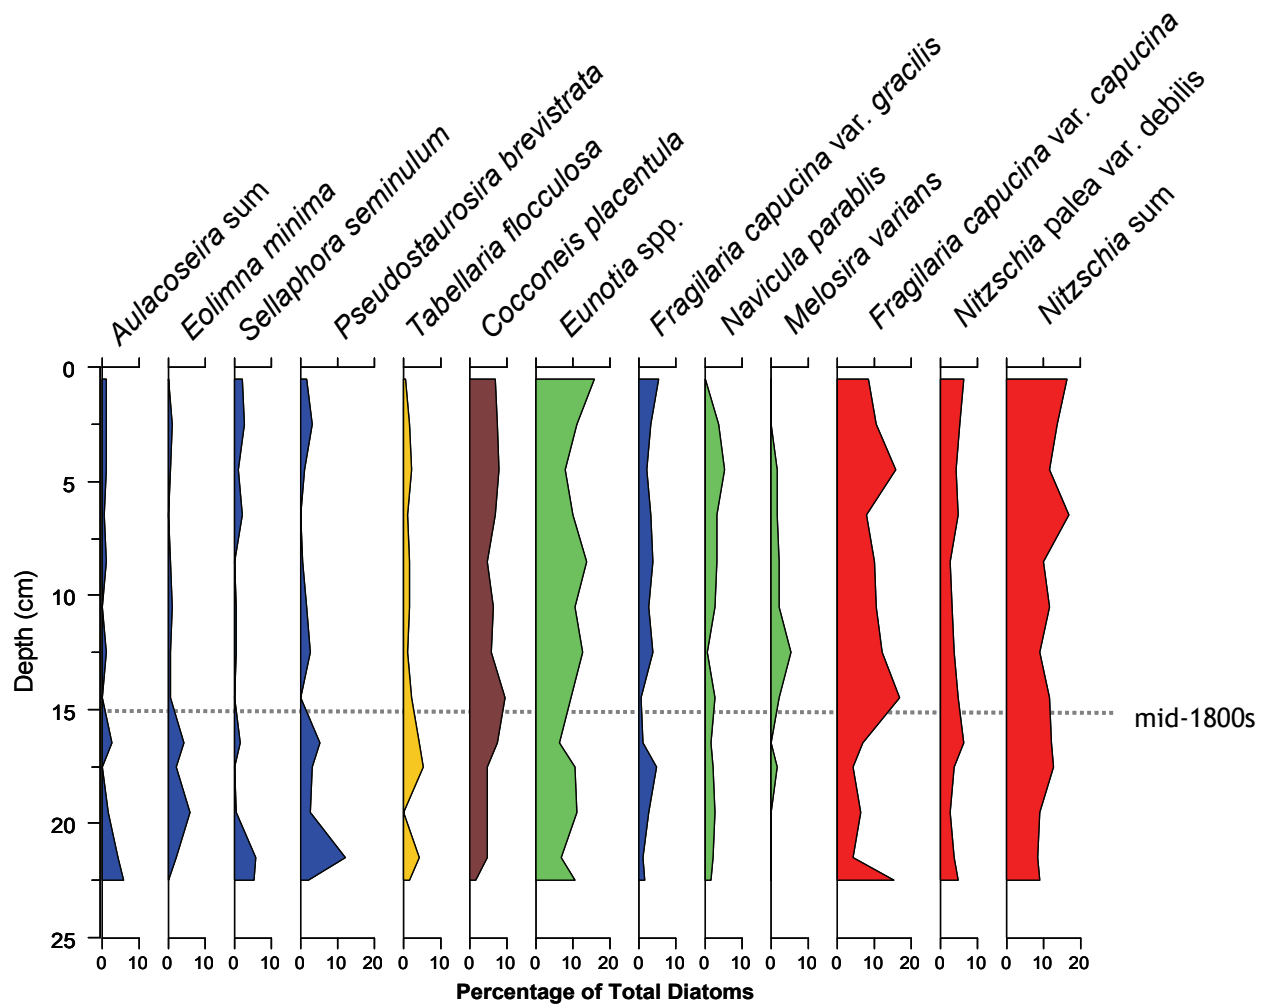 Aulacoseira sum
Eolimna minima
Sellaphora seminulum
Pseudostaurosira brevistrata
Tabellaria flocculosa
Cocconeis placentula
Eunotia spp.
Fragilaria capucina var. gracilis
Navicula parablis
Melosira varians
Fragilaria capucina var. capucina
Nitzschia palea var. debilis
Nitzschia sum
0
5
10
15
20
25
Depth (cm)
mid-1800s
0 10 0 10 0 10 0 10 20 0 10 0 10 0 10 20 0 10 0 10 0 10 0 10 20 0 10 0 10 20
Percentage of Total Diatoms